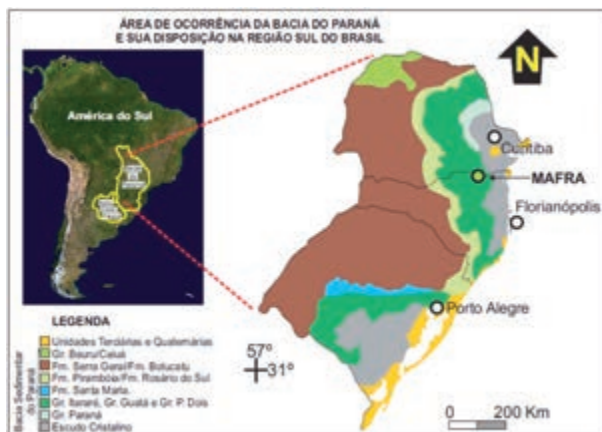 ÁREA DE OCORRÊNCIA DA BACIA DO PARANÁ
E SUA DISPOSIÇÃO NA REGIÃO SUL DO BRASIL
América do Sul
N
Curitiba
MAFRA
Florianópolis
Porto Alegre
57º
31º
0 200 Km
LEGENDA
Unidades Terciárias e Quaternárias
Gr. Bauru/Caiuá
Fm. Serra Geral/Fm. Botucatu
Fm. Pirambóia/Fm. Rosário do Sul
Fm. Santa Maria.
Gr. Itararé, Gr. Guatá e Gr. P. Dois
Gr. Paraná
Escudo Cristalino
Bacia Sedimentar
do Paraná